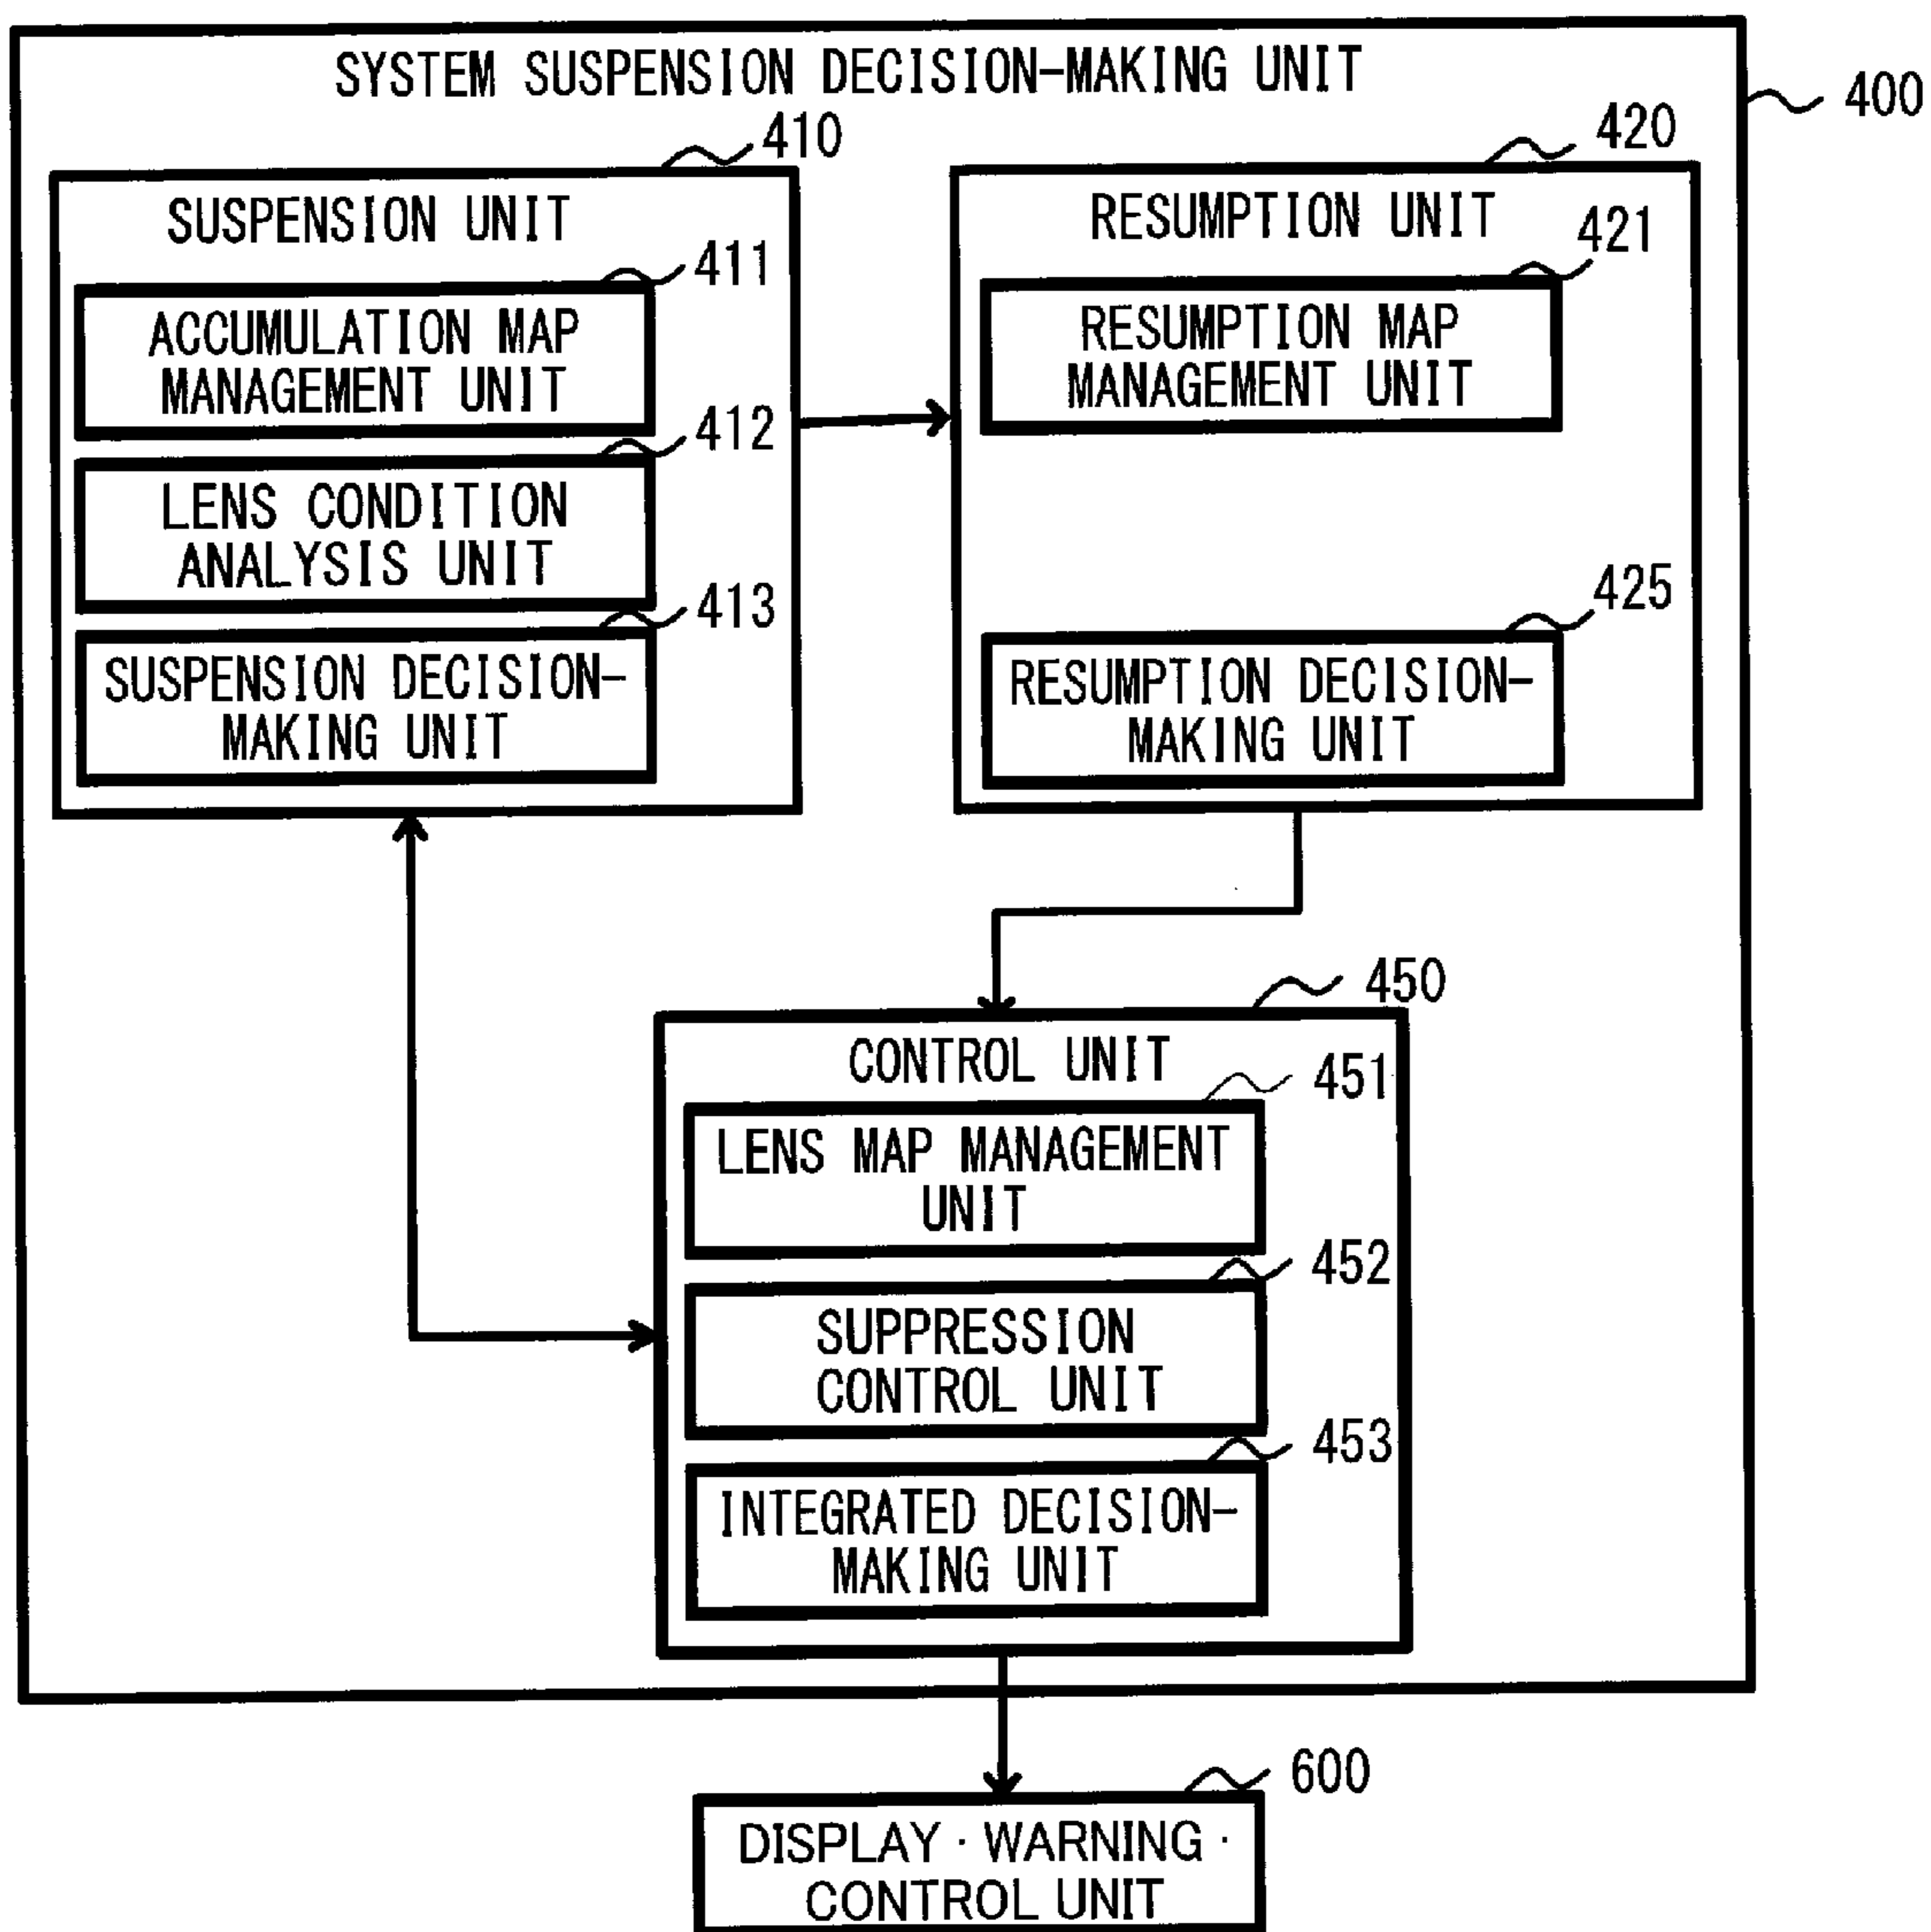 SYSTEM SUSPENSION DECISION-MAKING UNIT
400
410
SUSPENSION UNIT
411
ACCUMULATION MAP
MANAGEMENT UNIT
412
LENS CONDITION
ANALYSIS UNIT
413
SUSPENSION DECISION-
MAKING UNIT
420
RESUMPTION UNIT
421
RESUMPTION MAP
MANAGEMENT UNIT
425
RESUMPTION DECISION-
MAKING UNIT
450
CONTROL UNIT
451
LENS MAP MANAGEMENT
UNIT
452
SUPPRESSION
CONTROL UNIT
453
INTEGRATED DECISION-
MAKING UNIT
600
DISPLAY · WARNING ·
CONTROL UNIT